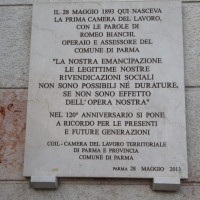 IL 28 MAGGIO 1893 QUI NASCEVA
LA PRIMA CAMERA DEL LAVORO,
CON LE PAROLE DI
ROMEO BIANCHI,
OPERAIO E ASSESSORE DEL
COMUNE DI PARMA
"LA NOSTRA EMANCIPAZIONE
LE LEGITTIME NOSTRE
RIVENDICAZIONI SOCIALI
NON SONO POSSIBILI NÉ DURATURE,
SE NON SONO EFFETTO
DELL'OPERA NOSTRA"
NEL 120° ANNIVERSARIO SI PONE
A RICORDO PER LE PRESENTI
E FUTURE GENERAZIONI
CGIL - CAMERA DEL LAVORO TERRITORIALE
DI PARMA E PROVINCIA
COMUNE DI PARMA
PARMA 28 MAGGIO 2013